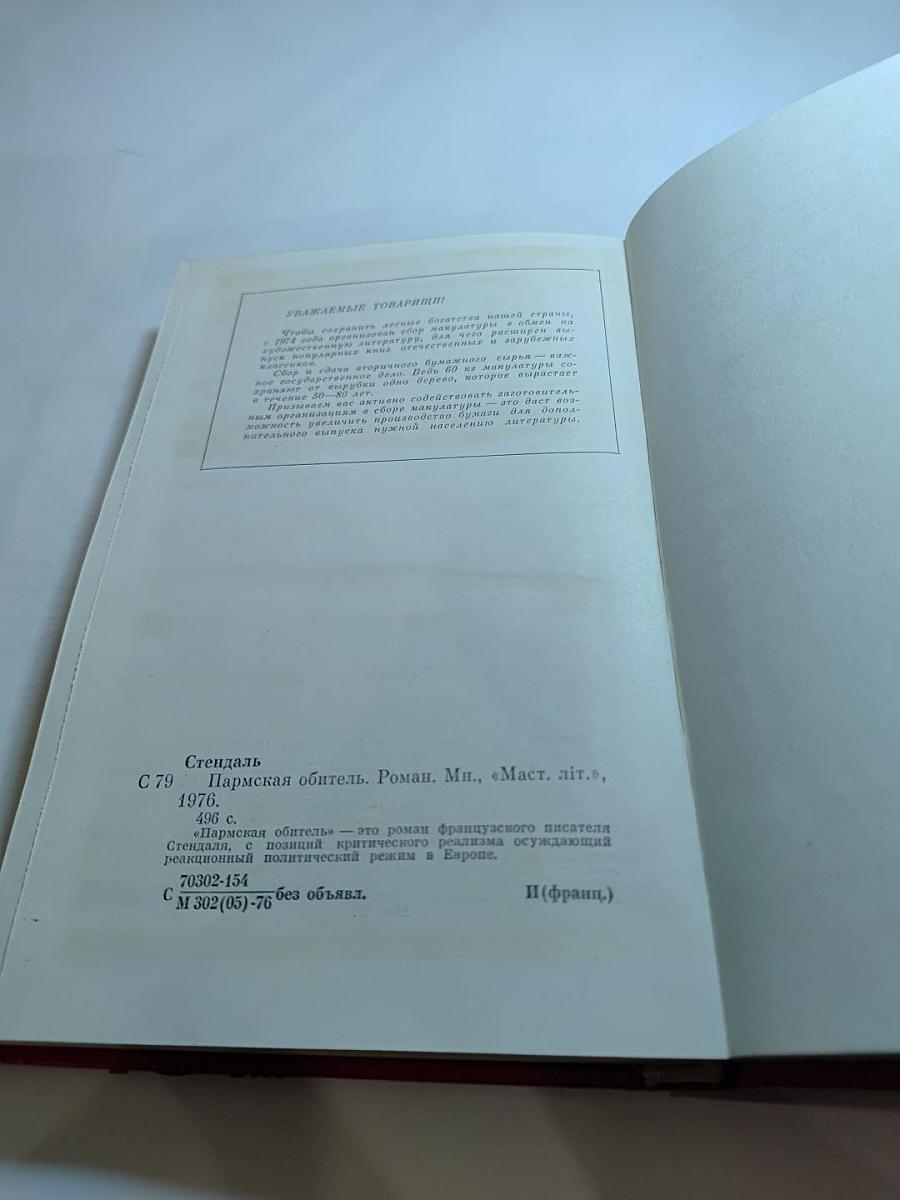 УВАЖАЕМЫЕ ТОВАРИЩИ!
Чтобы сохранить лесные богатства нашей страны,
с 1974 года организован сбор макулатуры в обмен на
художественную литературу, для чего расширен вы-
пуск популярных книг отечественных и зарубежных
классиков.
Сбор и сдача вторичного бумажного сырья — важ-
ное государственное дело. Ведь 60 кг макулатуры со-
храняют от вырубки одно дерево, которое вырастает
в течение 50—80 лет.
Призываем вас активно содействовать заготовитель-
ным организациям в сборе макулатуры — это даст воз-
можность увеличить производство бумаги для допол-
нительного выпуска нужной населению литературы.
Стендаль
С 79 Пармская обитель. Роман. Мн., «Маст. літ.»,
1976.
496 с.
«Пармская обитель» — это роман французского писателя
Стендаля, с позиций критического реализма осуждающий
реакционный политический режим в Европе.
70302-154
С М 302(05)-76 без объявл. И(франц.)